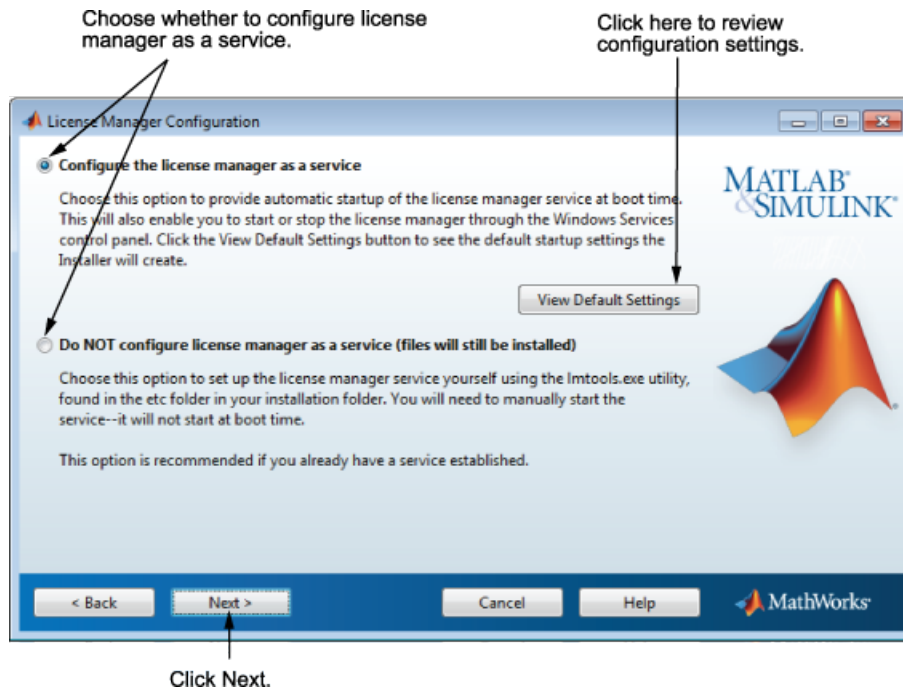 Choose whether to configure license
manager as a service.
Click here to review
configuration settings.
License Manager Configuration
Configure the license manager as a service
Choose this option to provide automatic startup of the license manager service at boot time.
This will also enable you to start or stop the license manager through the Windows Services
control panel. Click the View Default Settings button to see the default startup settings the
Installer will create.
MATLAB®
&SIMULINK®
View Default Settings
Do NOT configure license manager as a service (files will still be installed)
Choose this option to set up the license manager service yourself using the lmtools.exe utility,
found in the etc folder in your installation folder. You will need to manually start the
service--it will not start at boot time.
This option is recommended if you already have a service established.
< Back
Next >
Cancel
Help
MathWorks®
Click Next.